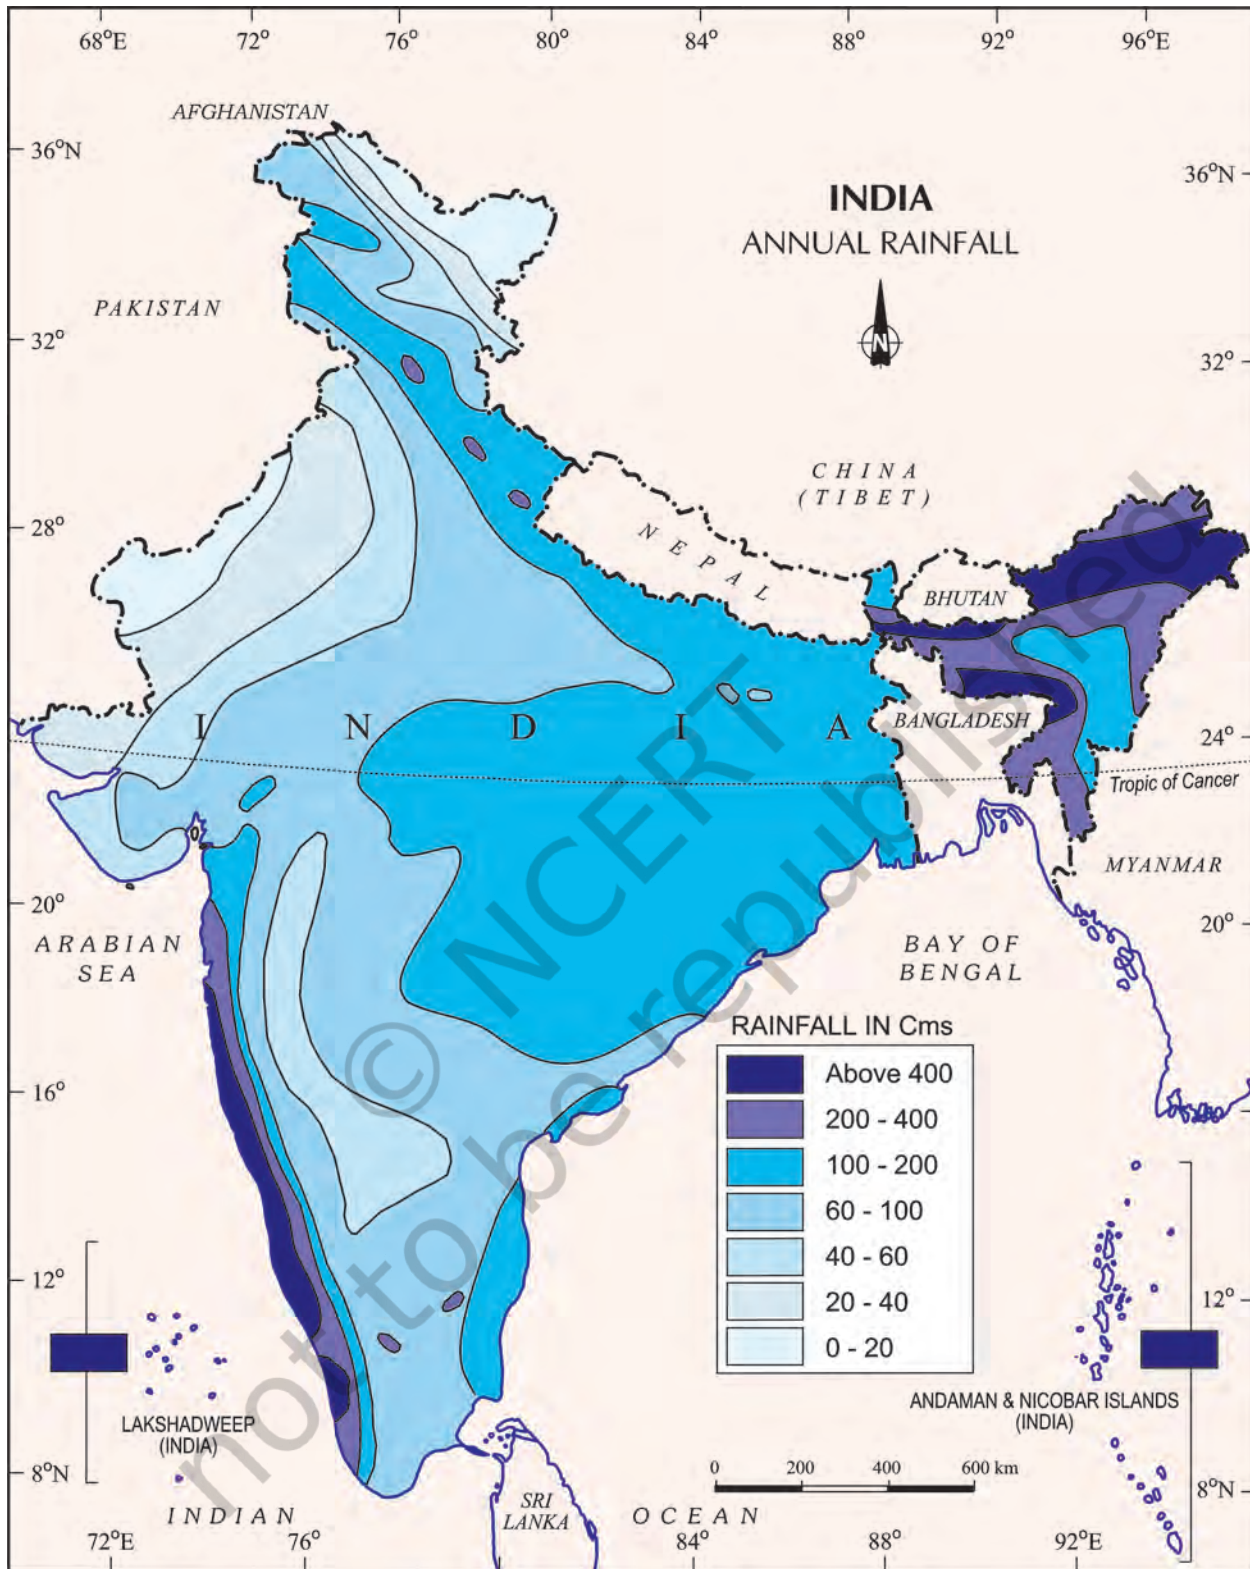 68°E 72° 76° 80° 84° 88° 92° 96°E
AFGHANISTAN
36°N
36°N
INDIA
ANNUAL RAINFALL
N
PAKISTAN
32°
32°
CHINA
(TIBET)
28°
28°
NEPAL
BHUTAN
I N D I A
BANGLADESH
24°
24°
Tropic of Cancer
MYANMAR
20°
20°
ARABIAN
SEA
BAY OF
BENGAL
RAINFALL IN Cms
Above 400
200 - 400
100 - 200
60 - 100
40 - 60
20 - 40
0 - 20
16°
12°
12°
LAKSHADWEEP
(INDIA)
ANDAMAN & NICOBAR ISLANDS
(INDIA)
8°N
8°N
0 200 400 600 km
SRI
LANKA
INDIAN OCEAN
72°E 76° 84° 88° 92°E
© NCERT
not to be republished